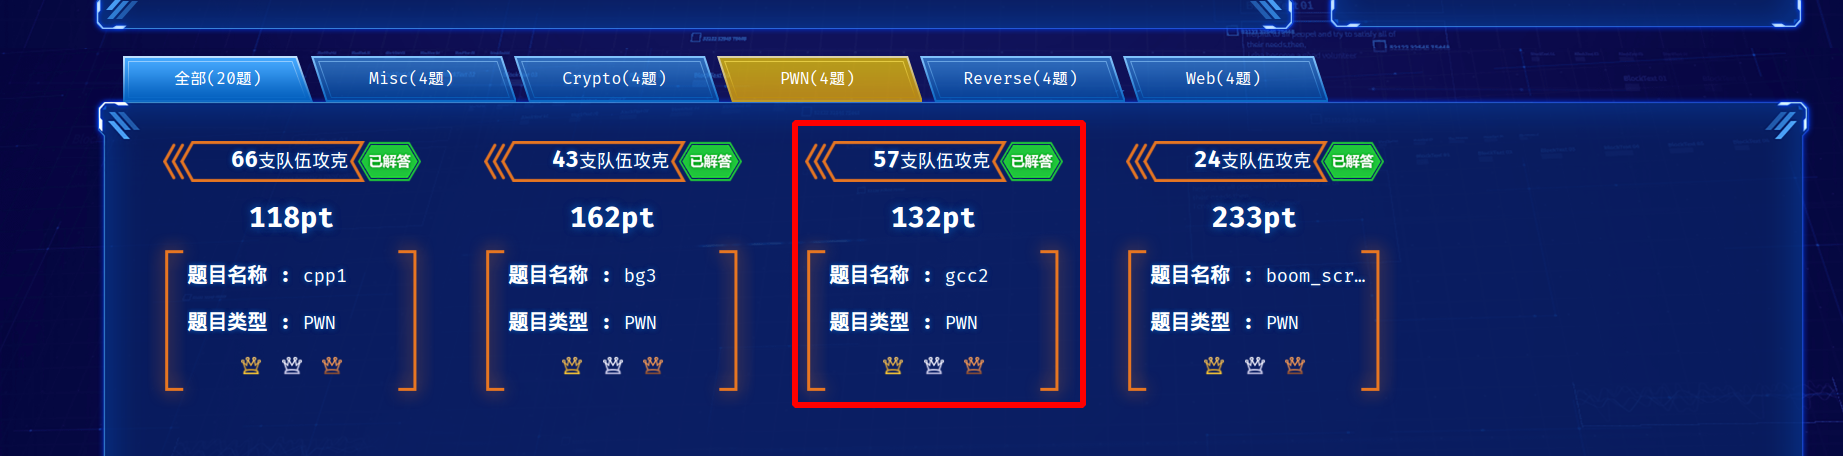 全部(20题)
Misc(4题)
Crypto(4题)
PWN(4题)
Reverse(4题)
Web(4题)
66支队伍攻克
已解答
118pt
题目名称 : cpp1
题目类型 : PWN
43支队伍攻克
已解答
162pt
题目名称 : bg3
题目类型 : PWN
57支队伍攻克
已解答
132pt
题目名称 : gcc2
题目类型 : PWN
24支队伍攻克
已解答
233pt
题目名称 : boom_scr…
题目类型 : PWN